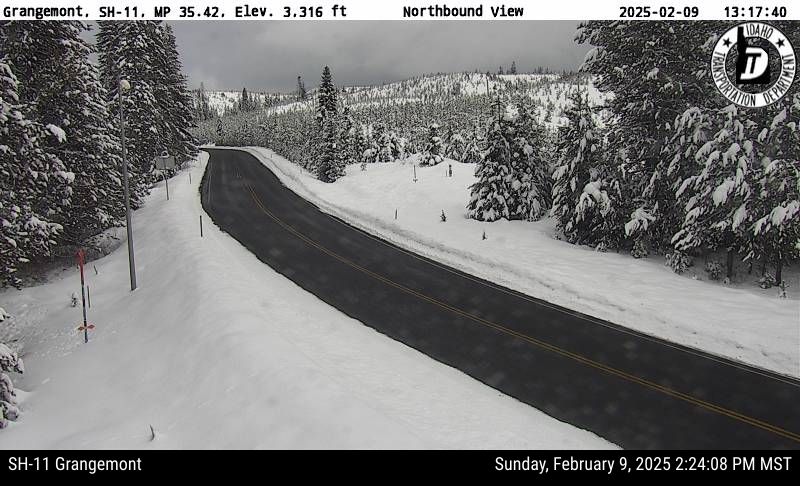 Grangemont, SH-11, MP 35.42, Elev. 3,316 ft Northbound View 2025-02-09 13:17:40
IDAHO
TRANSPORTATION DEPARTMENT
SH-11 Grangemont Sunday, February 9, 2025 2:24:08 PM MST